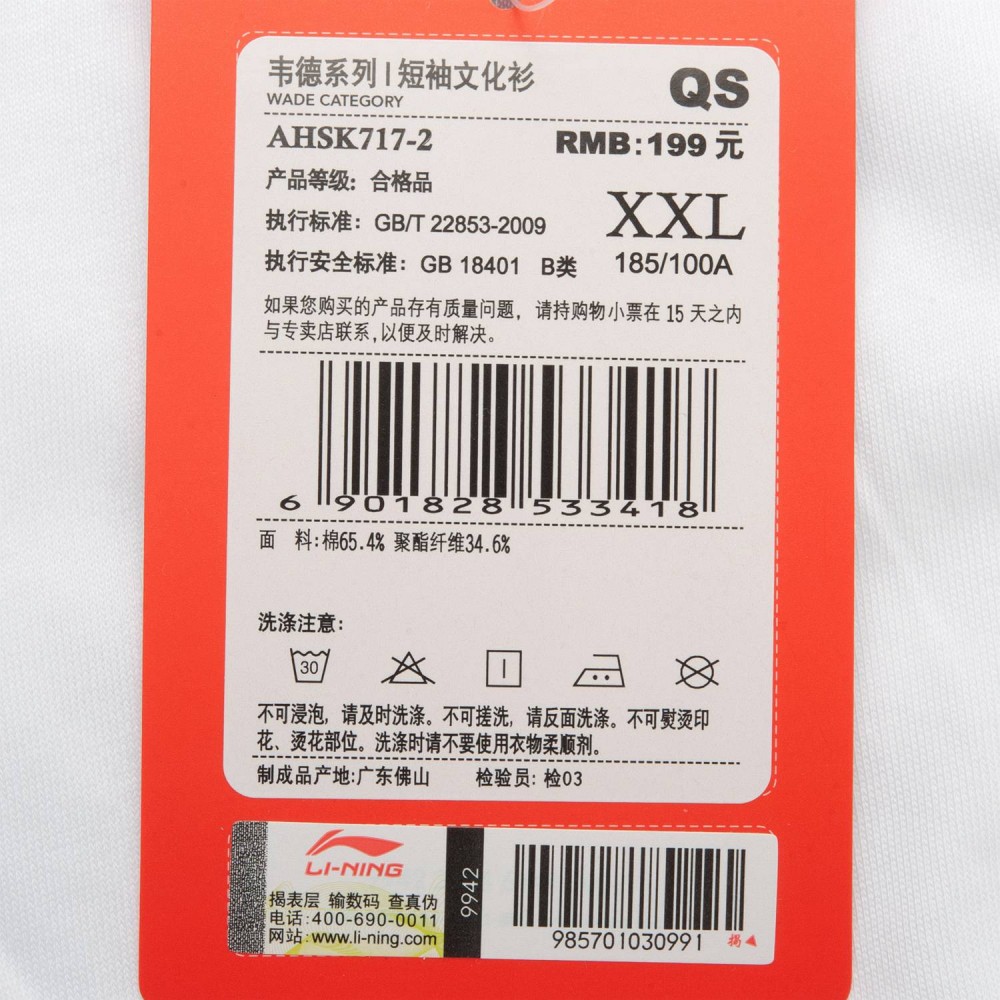 韦德系列 | 短袖文化衫
WADE CATEGORY
QS
AHSK717-2
RMB:199 元
产品等级: 合格品
执行标准: GB/T 22853-2009
XXL
执行安全标准: GB 18401 B类
185/100A
如果您购买的产品存有质量问题, 请持购物小票在 15 天之内
与专卖店联系,以便及时解决。
6 901828 533418
面 料:棉65.4% 聚酯纤维34.6%
洗涤注意:
30
不可浸泡, 请及时洗涤。不可搓洗, 请反面洗涤。不可熨烫印
花、烫花部位。洗涤时请不要使用衣物柔顺剂。
制成品产地:广东佛山 检验员: 检03
LI-NING
揭表层 输数码 查真伪
电话:400-690-0011
网站:www.li-ning.com
9942
985701030991
揭